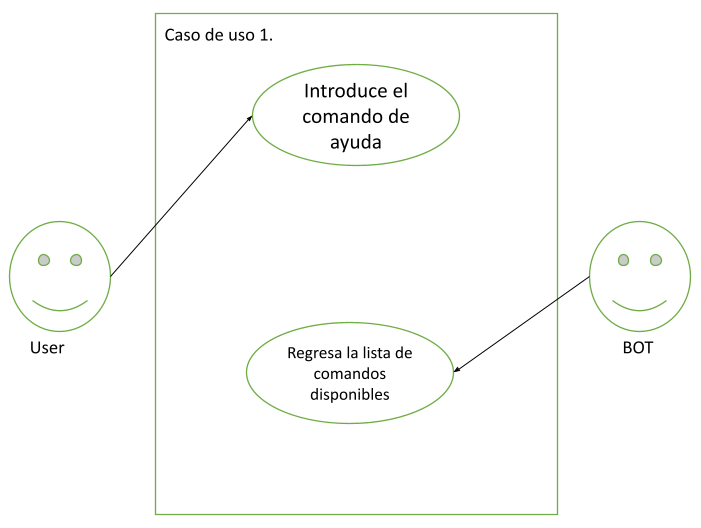 Caso de uso 1.
Introduce el
comando de
ayuda
User
Regresa la lista de
comandos
disponibles
BOT